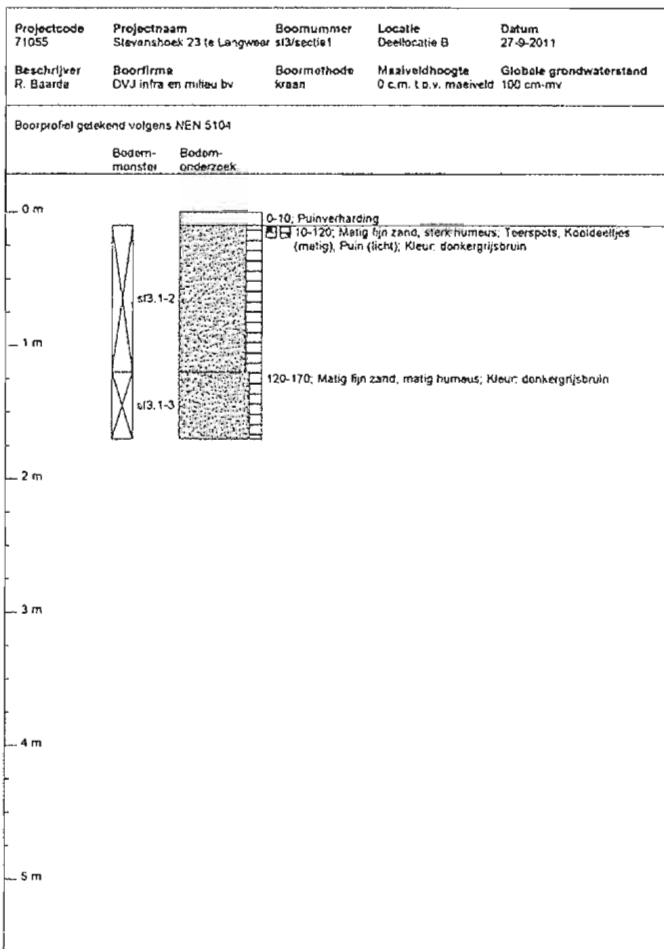 Projectcode Projectnaam Boornummer Locatie Datum
71055 Stevenshoek 23 te Langweer sl3/sectie1 Deellocatie B 27-9-2011
Beschrijver Boorfirma Boormethode Maaiveldhoogte Globale grondwaterstand
R. Baarda DVJ infra en milieu bv kraan 0 c.m. t.o.v. maaiveld 100 cm-mv
Boorprofiel getekend volgens NEN 5104
Bodem- Bodem-
monster onderzoek
0 m
0-10; Puinverharding
10-120; Matig fijn zand, sterk humeus; Teerspots, Kooldeeltjes
(matig), Puin (licht); Kleur: donkergrijsbruin
sl3.1-2
1 m
120-170; Matig fijn zand, matig humeus; Kleur: donkergrijsbruin
sl3.1-3
2 m
3 m
4 m
5 m